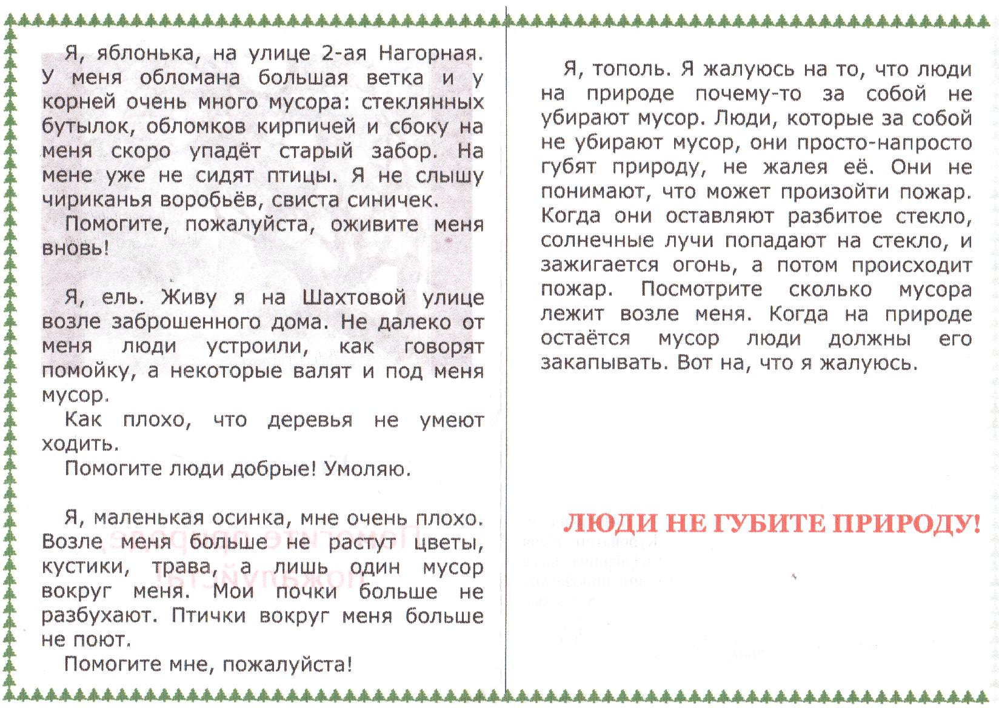 Я, яблонька, на улице 2-ая Нагорная.
У меня обломана большая ветка и у
корней очень много мусора: стеклянных
бутылок, обломков кирпичей и сбоку на
меня скоро упадёт старый забор. На
мене уже не сидят птицы. Я не слышу
чириканья воробьёв, свиста синичек.
Помогите, пожалуйста, оживите меня
вновь!
Я, ель. Живу я на Шахтовой улице
возле заброшенного дома. Не далеко от
меня люди устроили, как говорят
помойку, а некоторые валят и под меня
мусор.
Как плохо, что деревья не умеют
ходить.
Помогите люди добрые! Умоляю.
Я, маленькая осинка, мне очень плохо.
Возле меня больше не растут цветы,
кустики, трава, а лишь один мусор
вокруг меня. Мои почки больше не
разбухают. Птички вокруг меня больше
не поют.
Помогите мне, пожалуйста!
Я, тополь. Я жалуюсь на то, что люди
на природе почему-то за собой не
убирают мусор. Люди, которые за собой
не убирают мусор, они просто-напросто
губят природу, не жалея её. Они не
понимают, что может произойти пожар.
Когда они оставляют разбитое стекло,
солнечные лучи попадают на стекло, и
зажигается огонь, а потом происходит
пожар. Посмотрите сколько мусора
лежит возле меня. Когда на природе
остаётся мусор люди должны его
закапывать. Вот на, что я жалуюсь.
ЛЮДИ НЕ ГУБИТЕ ПРИРОДУ!
Помогите природе,
пожалуйста!